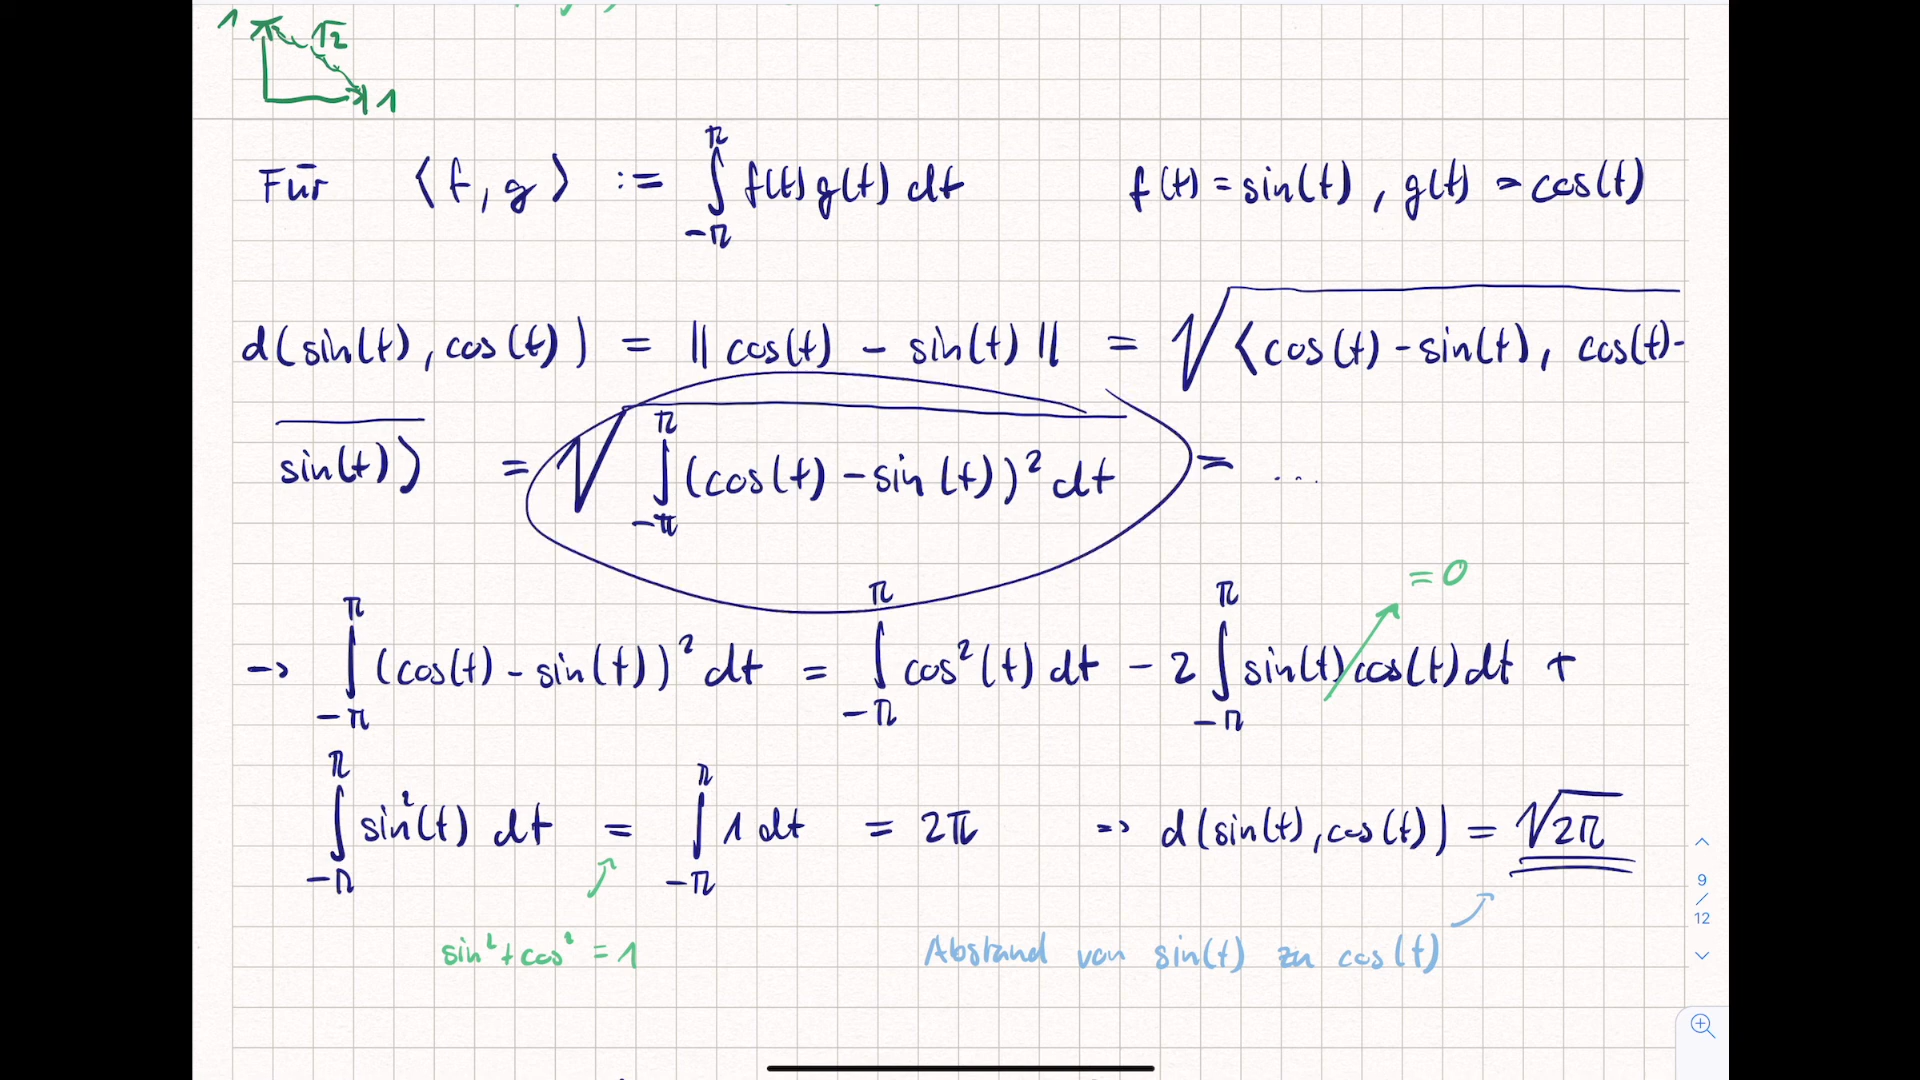 1 √2 1
Für ⟨f, g⟩ := ∫_{-π}^{π} f(t) g(t) dt f(t) = sin(t), g(t) = cos(t)
d(sin(t), cos(t)) = ‖cos(t) - sin(t)‖ = √⟨cos(t) - sin(t), cos(t) -
sin(t)⟩ = √∫_{-π}^{π} (cos(t) - sin(t))² dt = ...
= 0
→ ∫_{-π}^{π} (cos(t) - sin(t))² dt = ∫_{-π}^{π} cos²(t) dt - 2 ∫_{-π}^{π} sin(t) cos(t) dt +
∫_{-π}^{π} sin²(t) dt = ∫_{-π}^{π} 1 dt = 2π => d(sin(t), cos(t)) = √2π
sin² + cos² = 1 Abstand von sin(t) zu cos(t)
9
/
12